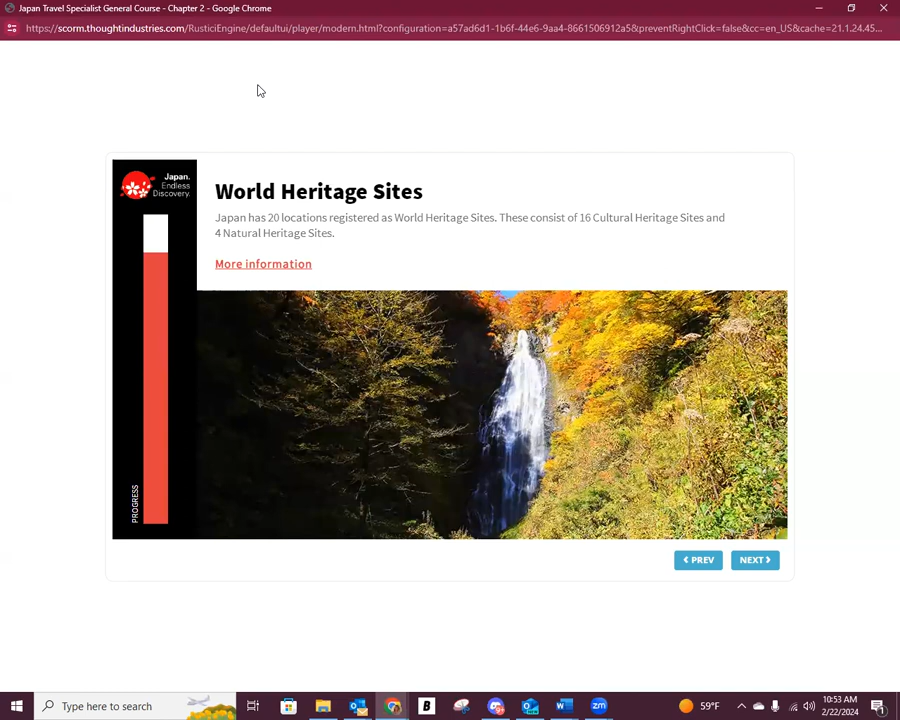 Japan Travel Specialist General Course - Chapter 2 - Google Chrome
https://scorm.thoughtindustries.com/RusticiEngine/defaultui/player/modern.html?configuration=a57ad6d1-1b6f-44e6-9aa4-8661506912a5&preventRightClick=false&cc=en_US&cache=21.1.24.45...
Japan.
Endless
Discovery.
World Heritage Sites
Japan has 20 locations registered as World Heritage Sites. These consist of 16 Cultural Heritage Sites and
4 Natural Heritage Sites.
More information
PROGRESS
PREV
NEXT
Type here to search
B
zm
59°F
10:53 AM
2/22/2024
1